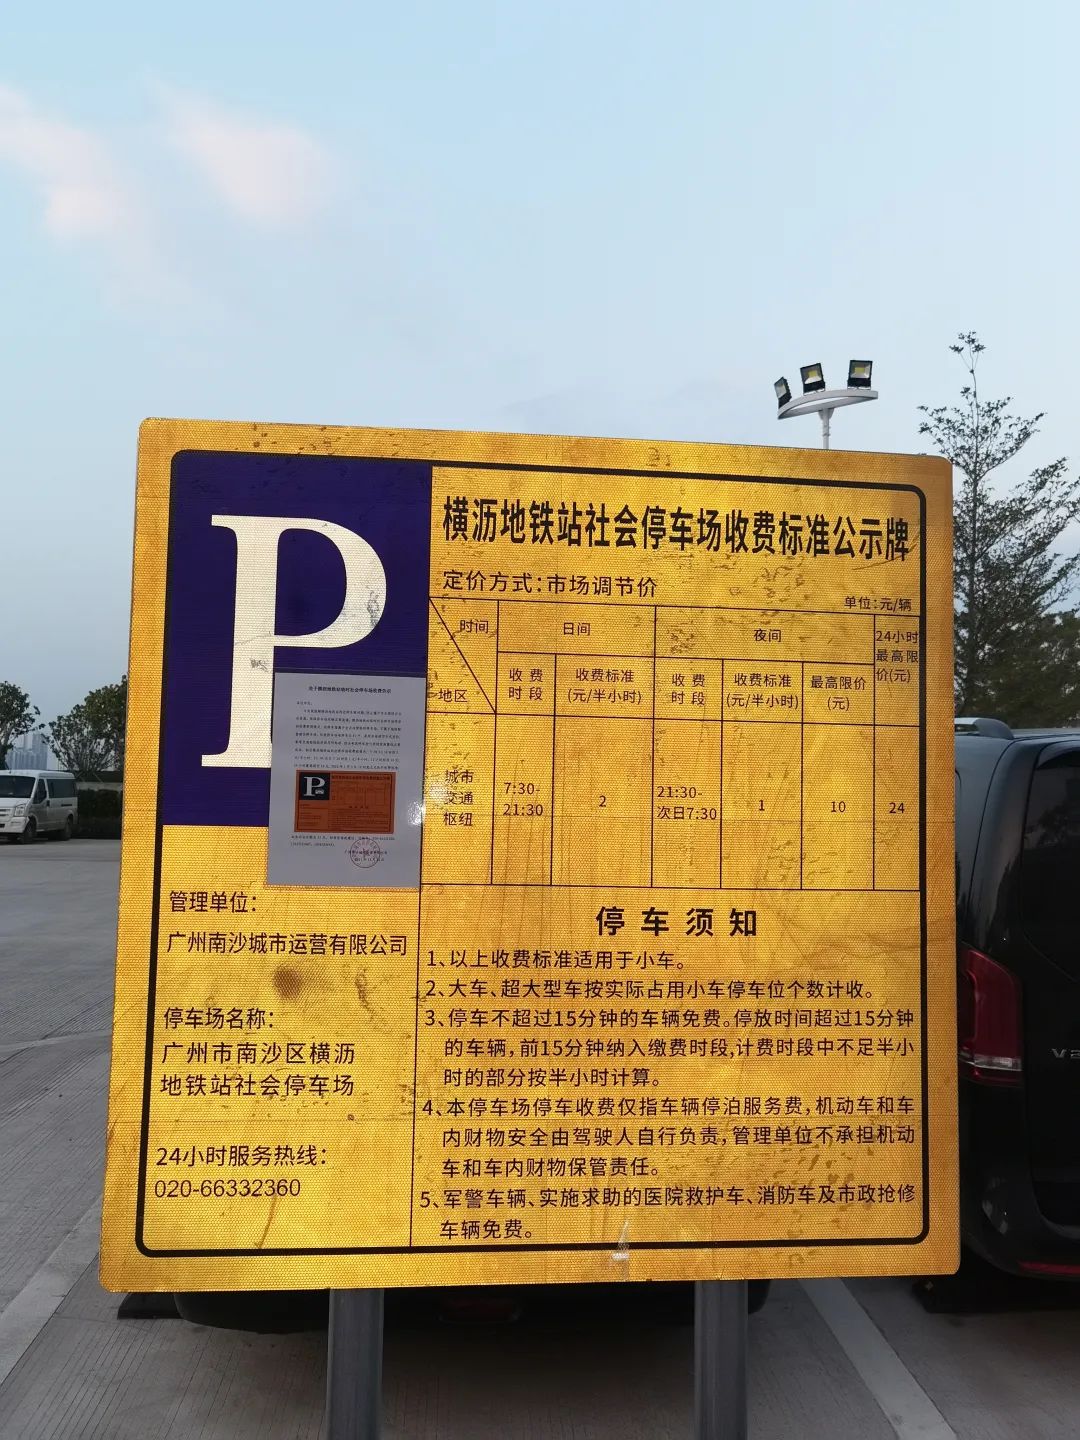 P
横沥地铁站社会停车场收费标准公示牌
定价方式:市场调节价
单位:元/辆
时间
地区
日间
夜间
24小时
最高限
价(元)
收费
时段
收费标准
(元/半小时)
收费
时段
收费标准
(元/半小时)
最高限价
(元)
城市
交通
枢纽
7:30-
21:30
2
21:30-
次日7:30
1
10
24
管理单位:
广州南沙城市运营有限公司
停车场名称:
广州市南沙区横沥
地铁站社会停车场
24小时服务热线:
020-66332360
停车须知
1、以上收费标准适用于小车。
2、大车、超大型车按实际占用小车停车位个数计收。
3、停车不超过15分钟的车辆免费。停放时间超过15分钟
的车辆,前15分钟纳入缴费时段,计费时段中不足半小
时的部分按半小时计算。
4、本停车场停车收费仅指车辆停泊服务费,机动车和车
内财物安全由驾驶人自行负责,管理单位不承担机动
车和车内财物保管责任。
5、军警车辆、实施求助的医院救护车、消防车及市政抢修
车辆免费。